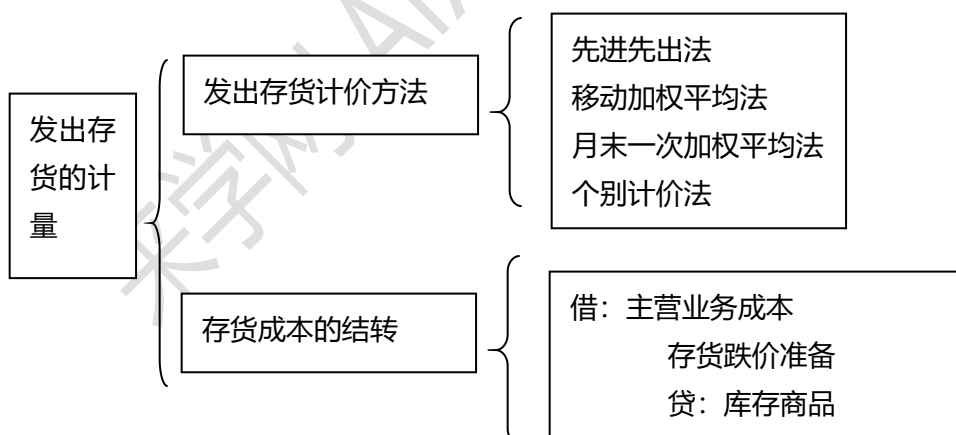 发出存
货的计
量
发出存货计价方法
先进先出法
移动加权平均法
月末一次加权平均法
个别计价法
存货成本的结转
借：主营业务成本
存货跌价准备
贷：库存商品